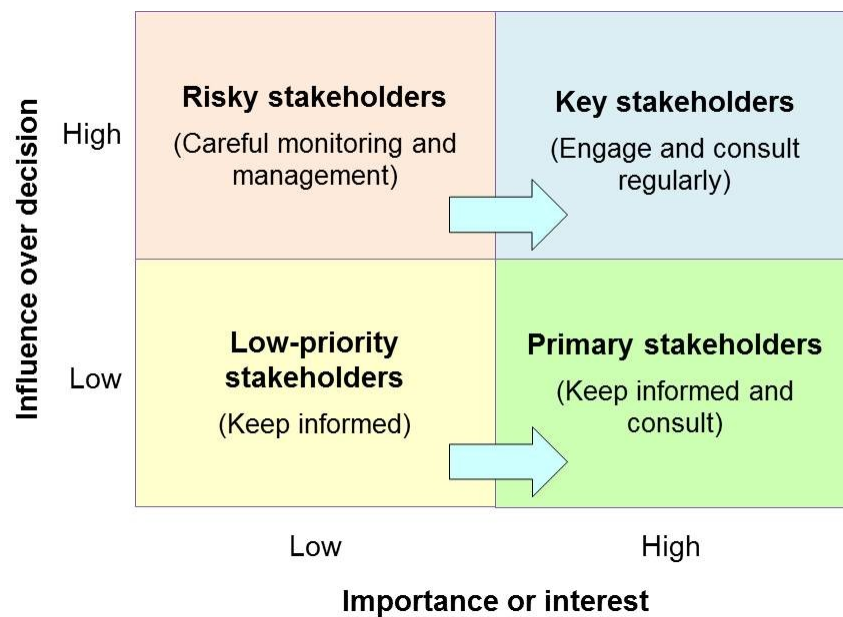 Influence over decision
High
Risky stakeholders
(Careful monitoring and
management)
Key stakeholders
(Engage and consult
regularly)
Low
Low-priority
stakeholders
(Keep informed)
Primary stakeholders
(Keep informed and
consult)
Low
High
Importance or interest